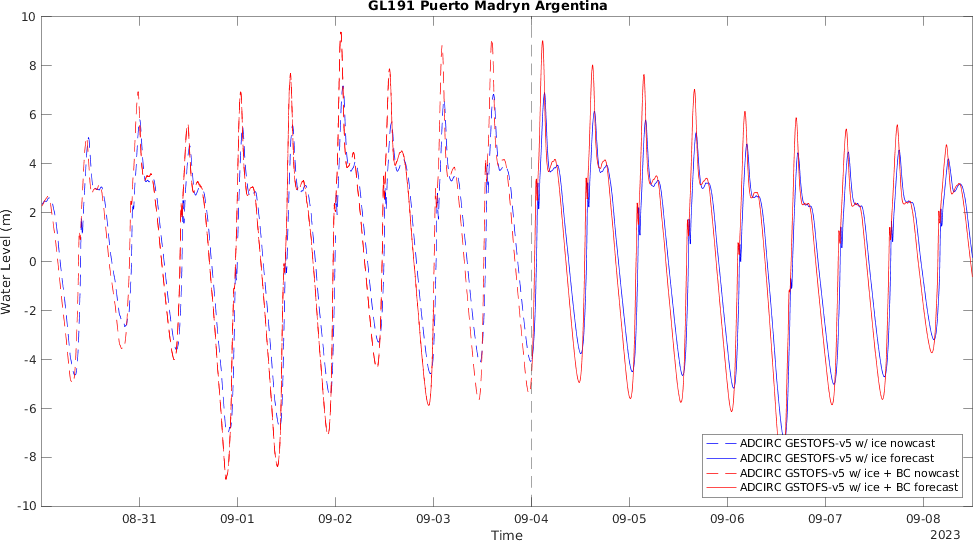 GL191 Puerto Madryn Argentina
10
8
6
4
2
0
-2
-4
-6
-8
-10
Water Level (m)
ADCIRC GESTOFS-v5 w/ ice nowcast
ADCIRC GESTOFS-v5 w/ ice forecast
ADCIRC GSTOFS-v5 w/ ice + BC nowcast
ADCIRC GSTOFS-v5 w/ ice + BC forecast
08-31 09-01 09-02 09-03 09-04 09-05 09-06 09-07 09-08
Time
2023